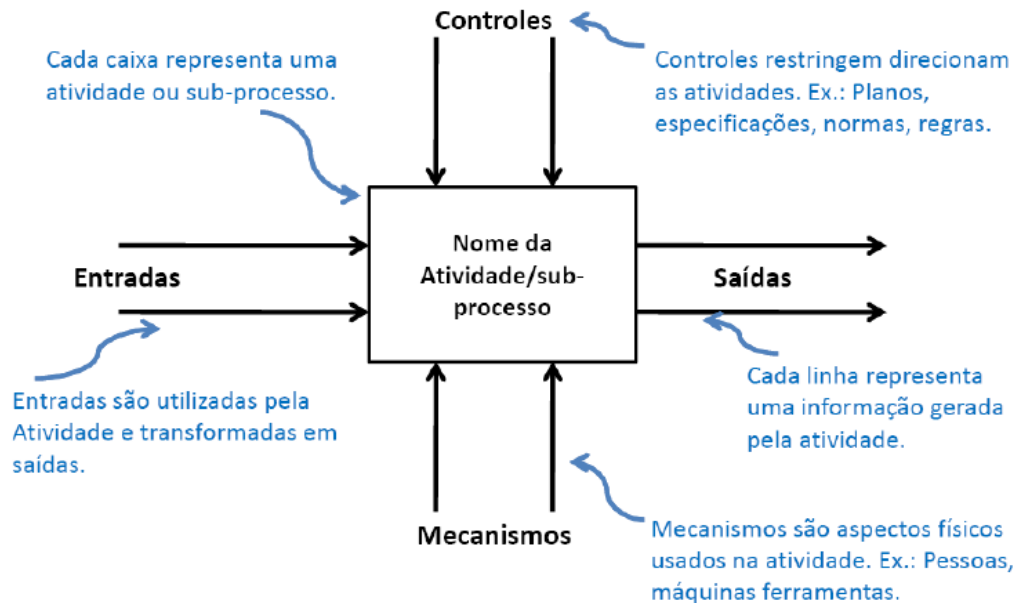 Controles
Cada caixa representa uma
atividade ou sub-processo.
Controles restringem direcionam
as atividades. Ex.: Planos,
especificações, normas, regras.
Nome da
Atividade/sub-
processo
Entradas
Saídas
Entradas são utilizadas pela
Atividade e transformadas em
saídas.
Cada linha representa
uma informação gerada
pela atividade.
Mecanismos
Mecanismos são aspectos físicos
usados na atividade. Ex.: Pessoas,
máquinas ferramentas.